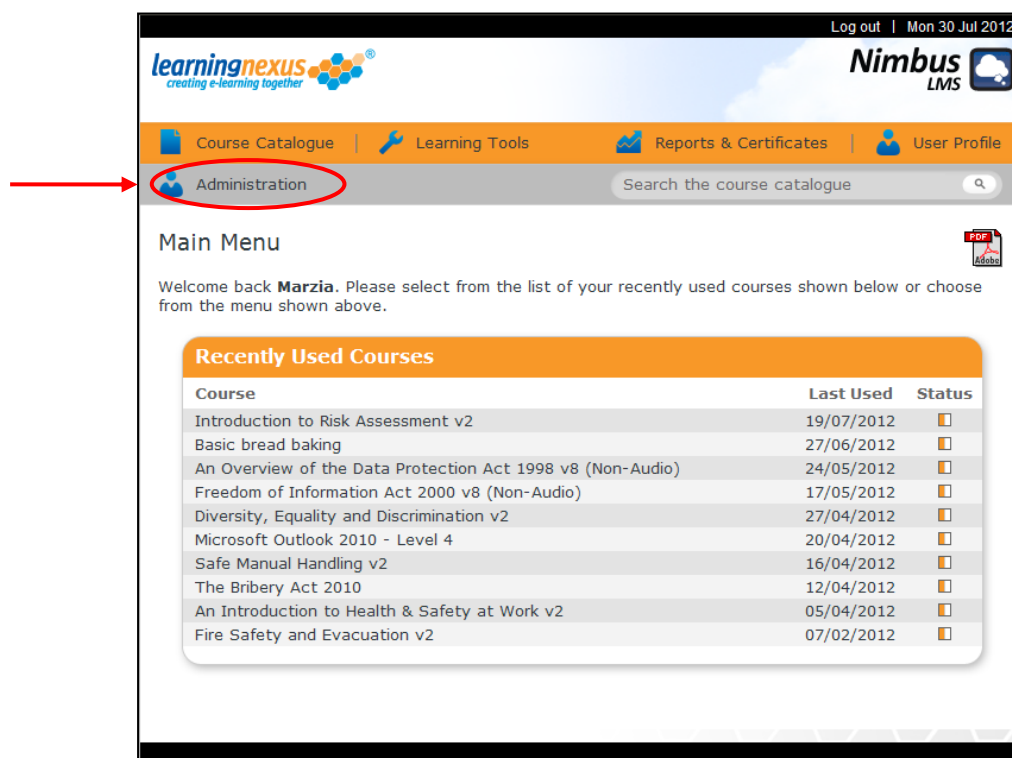 Log out | Mon 30 Jul 2012
learningnexus®
creating e-learning together
Nimbus
LMS
Course Catalogue | Learning Tools Reports & Certificates | User Profile
Administration Search the course catalogue
Main Menu
PDF
Adobe
Welcome back Marzia. Please select from the list of your recently used courses shown below or choose
from the menu shown above.
Recently Used Courses
Course Last Used Status
Introduction to Risk Assessment v2 19/07/2012
Basic bread baking 27/06/2012
An Overview of the Data Protection Act 1998 v8 (Non-Audio) 24/05/2012
Freedom of Information Act 2000 v8 (Non-Audio) 17/05/2012
Diversity, Equality and Discrimination v2 27/04/2012
Microsoft Outlook 2010 - Level 4 20/04/2012
Safe Manual Handling v2 16/04/2012
The Bribery Act 2010 12/04/2012
An Introduction to Health & Safety at Work v2 05/04/2012
Fire Safety and Evacuation v2 07/02/2012